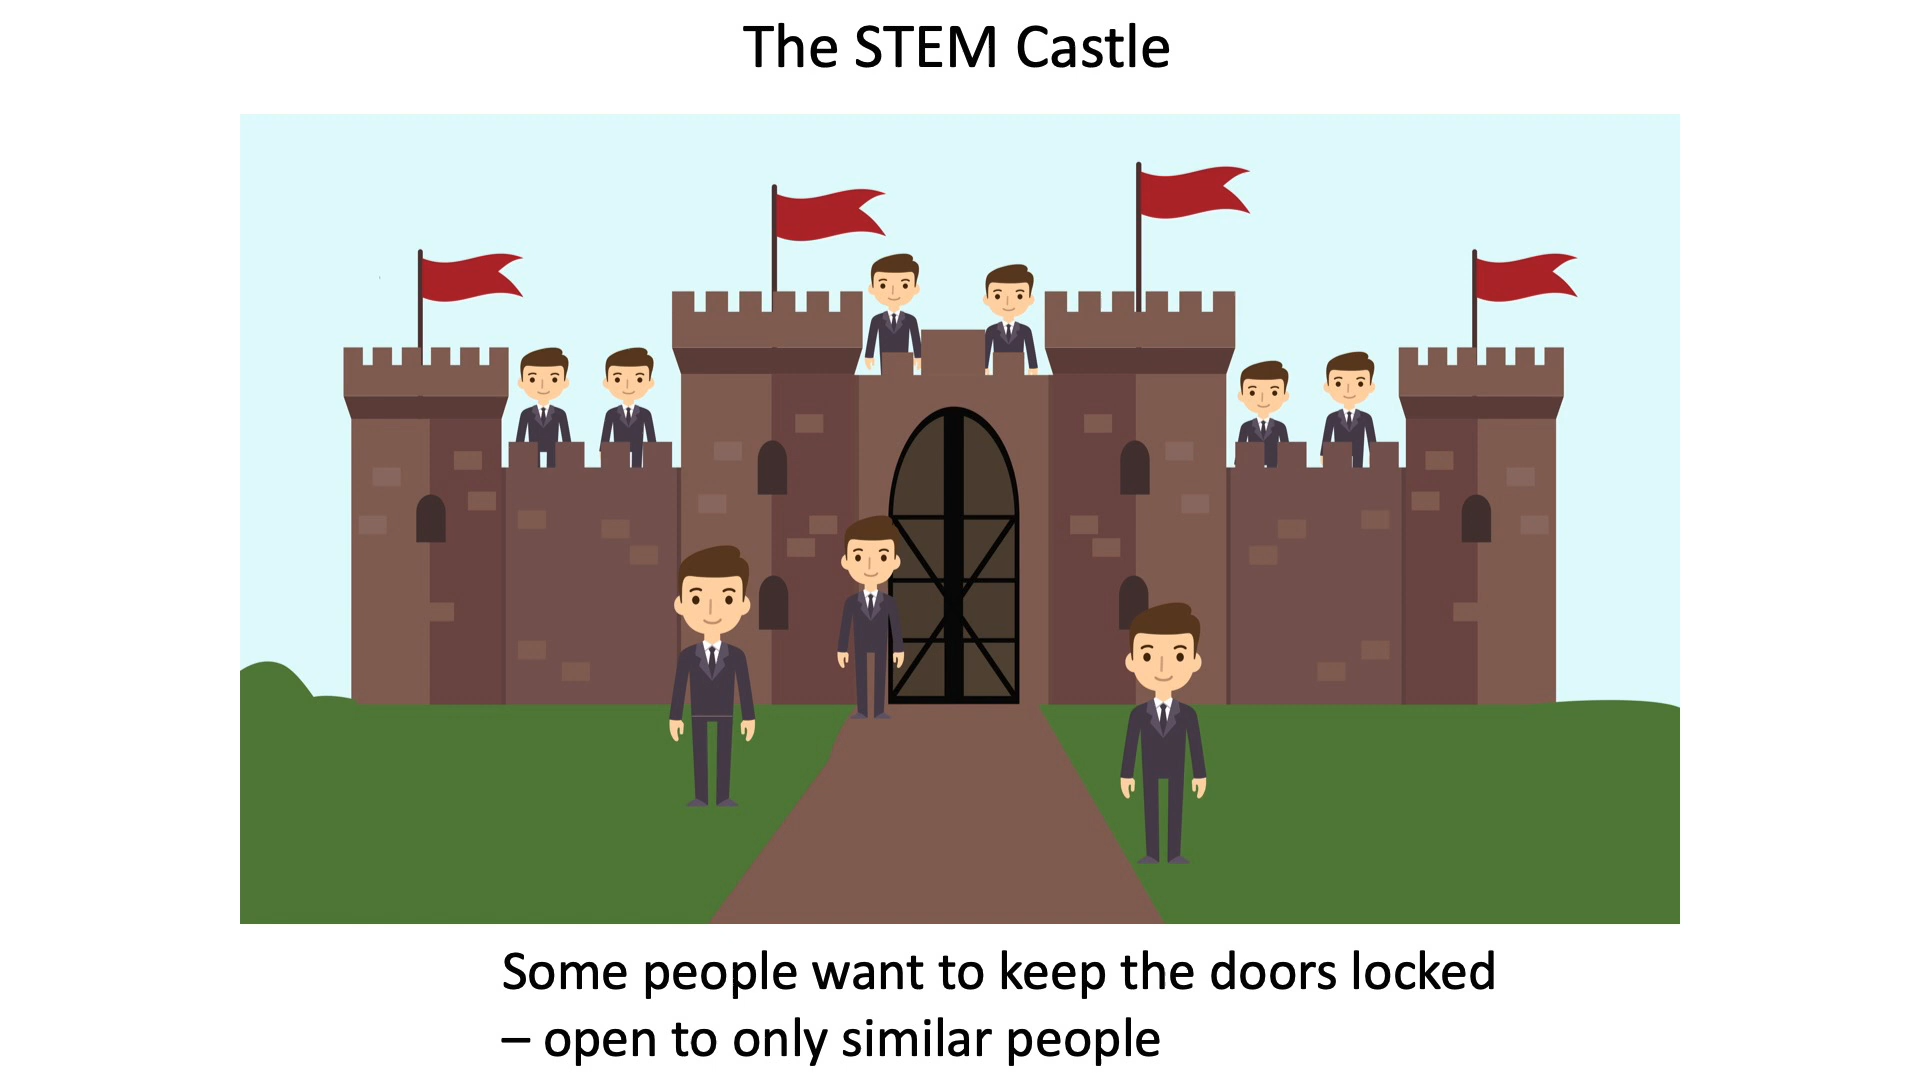 The STEM Castle
Some people want to keep the doors locked
– open to only similar people